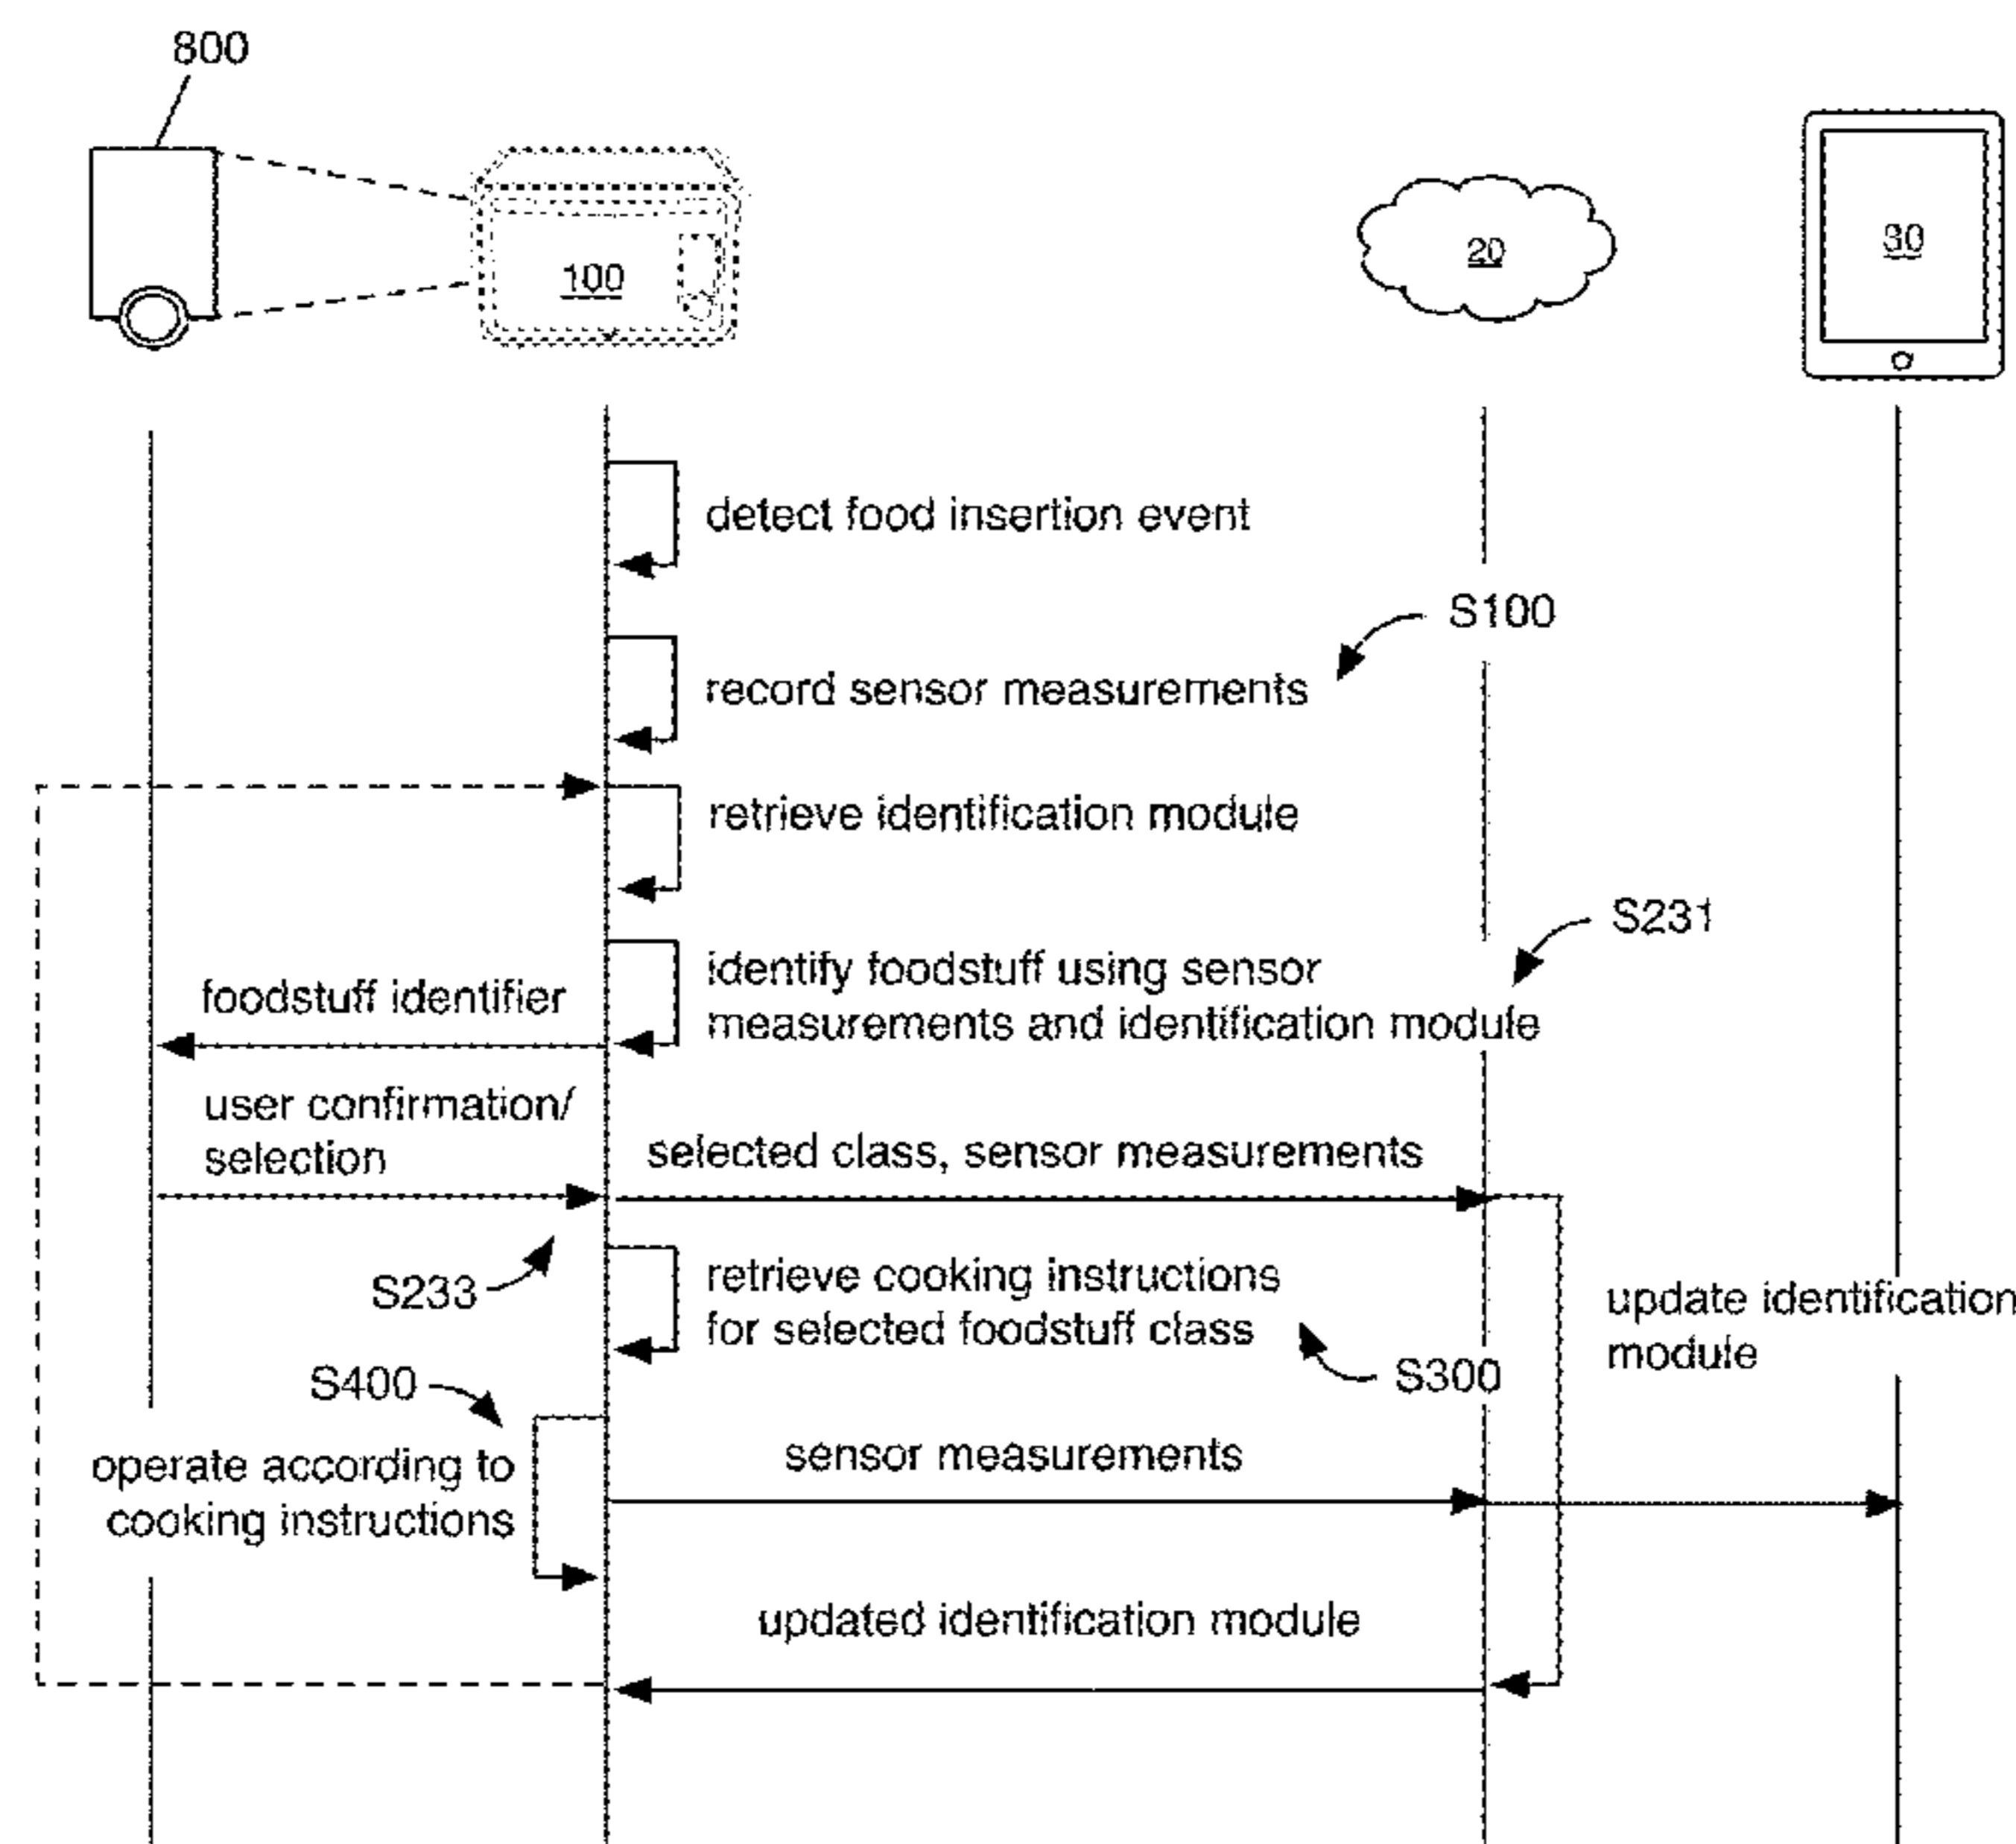 800
100
20
30
detect food insertion event
S100
record sensor measurements
retrieve identification module
S231
identify foodstuff using sensor
measurements and identification module
foodstuff identifier
user confirmation/
selection
selected class, sensor measurements
S233
retrieve cooking instructions
for selected foodstuff class
update identification
module
S300
S400
operate according to
cooking instructions
sensor measurements
updated identification module